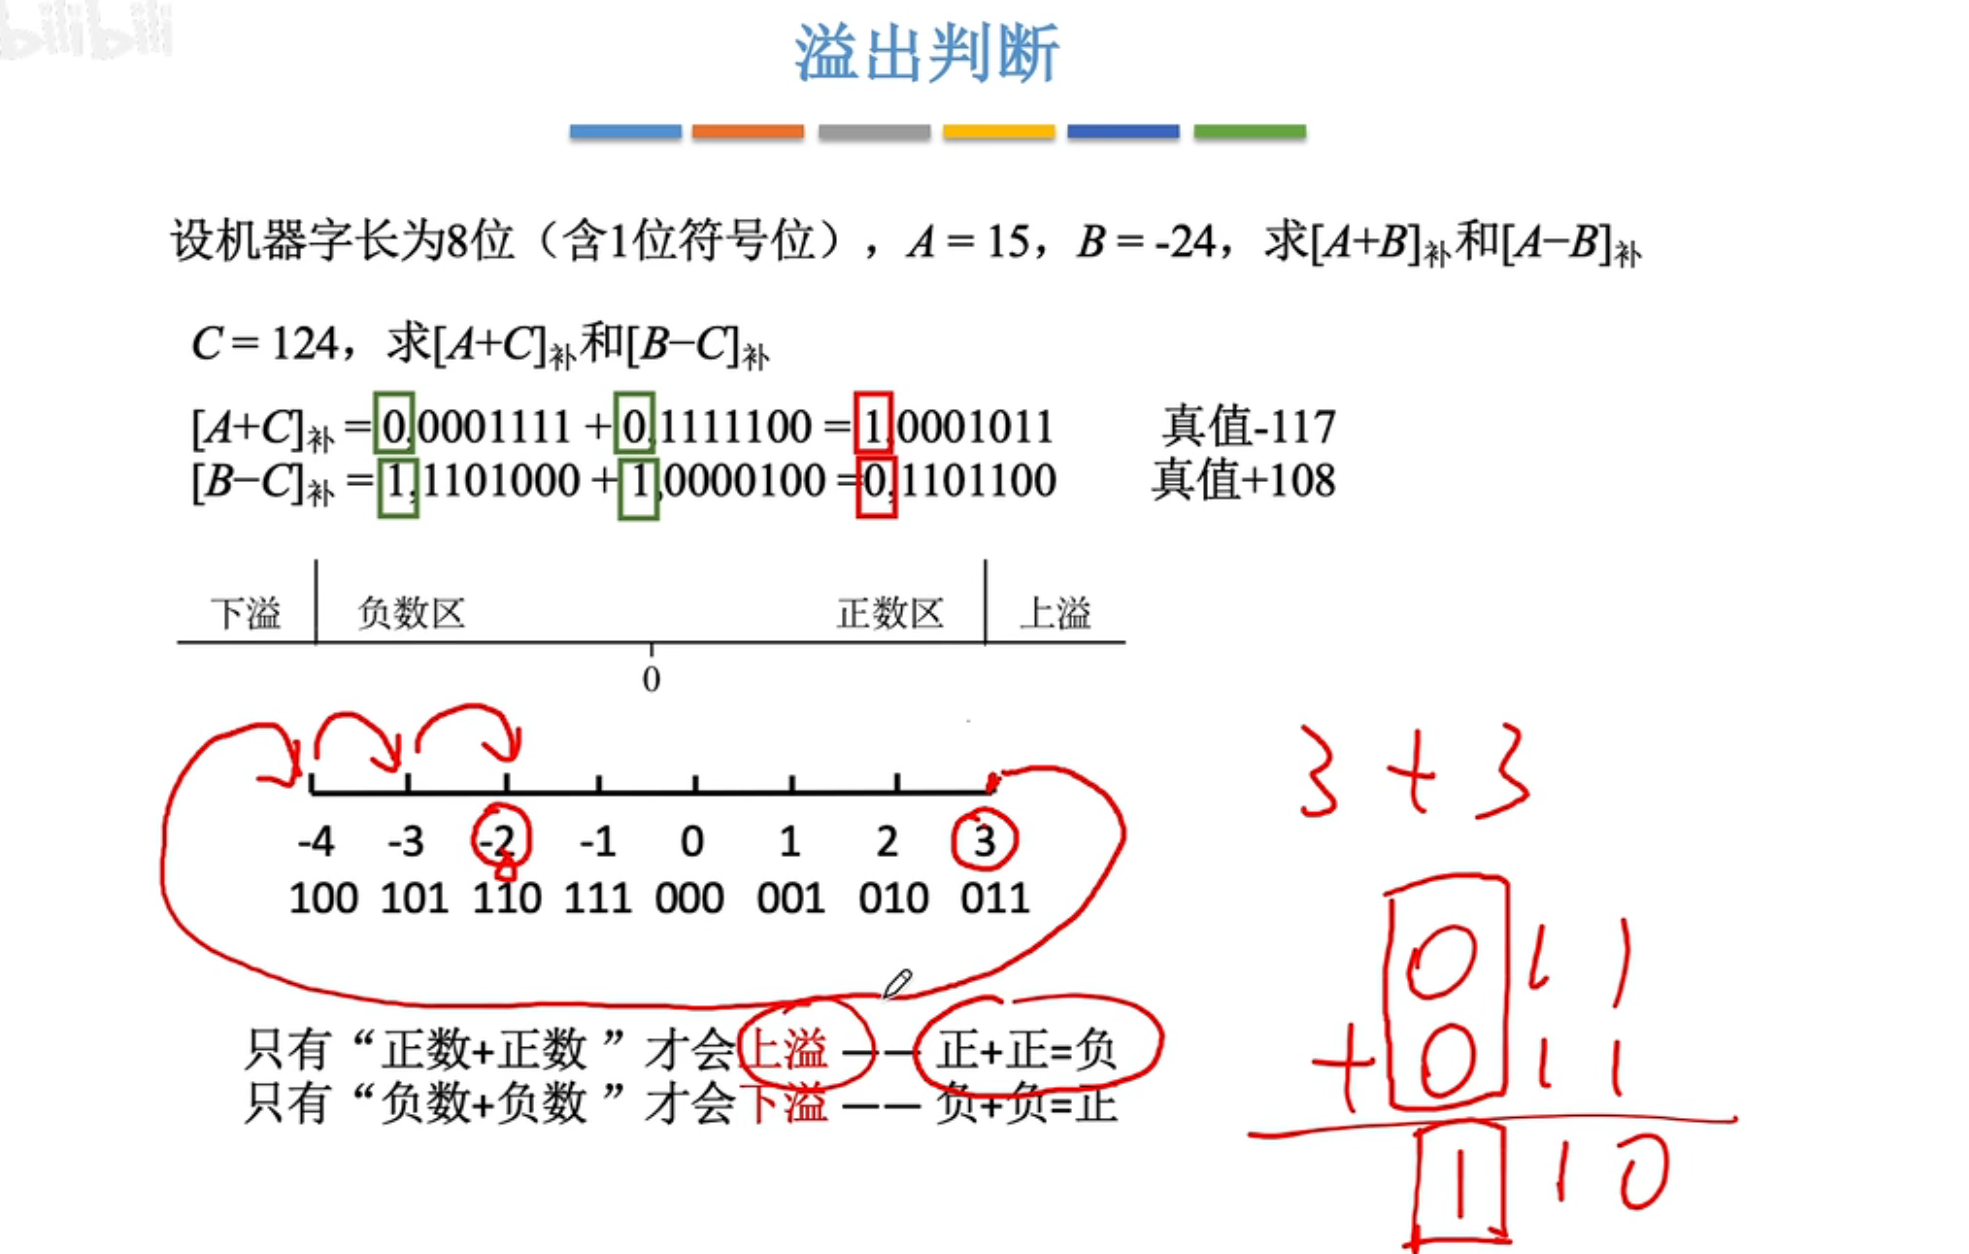 bilibili
溢出判断
设机器字长为8位（含1位符号位），A = 15，B = -24，求[A+B]补和[A−B]补
C = 124，求[A+C]补和[B−C]补
[A+C]补 = 0,0001111 + 0,1111100 = 1,0001011 真值-117
[B−C]补 = 1,1101000 + 1,0000100 = 0,1101100 真值+108
下溢 负数区 正数区 上溢
0
3 + 3
-4 -3 -2 -1 0 1 2 3
100 101 110 111 000 001 010 011
011
只有“正数+正数 ”才会上溢 —— 正+正=负
+ 011
只有“负数+负数 ”才会下溢 —— 负+负=正
110